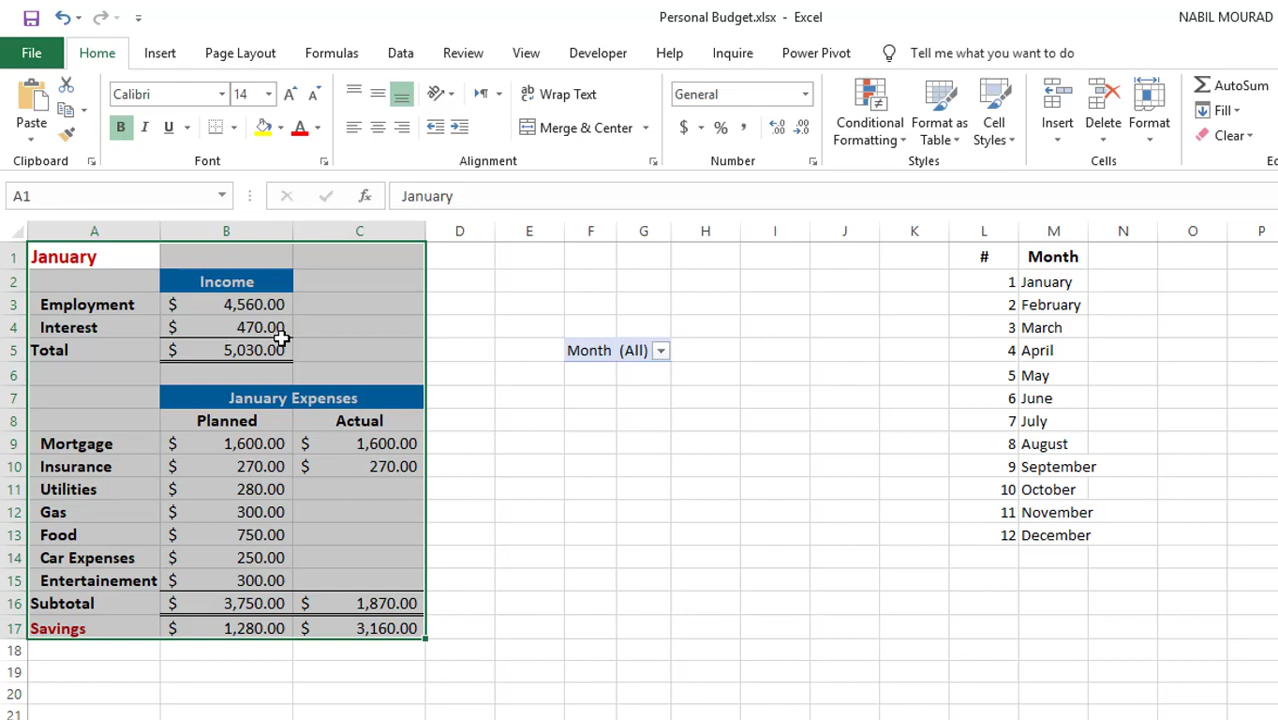 Personal Budget.xlsx - Excel
NABIL MOURAD
File Home Insert Page Layout Formulas Data Review View Developer Help Inquire Power Pivot Tell me what you want to do
Calibri 14 Wrap Text General AutoSum
Paste Conditional Formatting Format as Table Cell Styles Insert Delete Format Fill
B I U A Merge & Center $ % , Clear
Clipboard Font Alignment Number Styles Cells
A1 fx January
A B C D E F G H I J K L M N O P
1 January # Month
2 Income 1 January
3 Employment $ 4,560.00 2 February
4 Interest $ 470.00 3 March
5 Total $ 5,030.00 Month (All) 4 April
6 5 May
7 January Expenses 6 June
8 Planned Actual 7 July
9 Mortgage $ 1,600.00 $ 1,600.00 8 August
10 Insurance $ 270.00 $ 270.00 9 September
11 Utilities $ 280.00 10 October
12 Gas $ 300.00 11 November
13 Food $ 750.00 12 December
14 Car Expenses $ 250.00
15 Entertainement $ 300.00
16 Subtotal $ 3,750.00 $ 1,870.00
17 Savings $ 1,280.00 $ 3,160.00
18
19
20
21